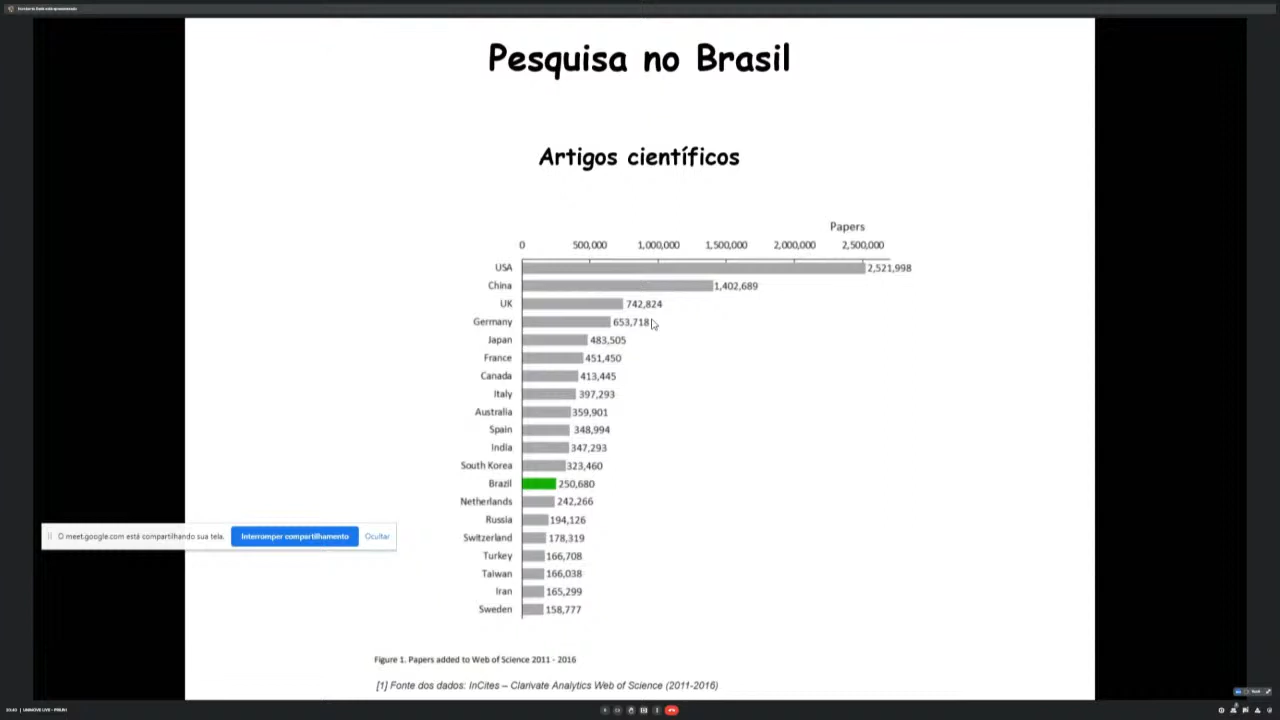 Pesquisa no Brasil
Artigos científicos
Papers
0 500,000 1,000,000 1,500,000 2,000,000 2,500,000
USA 2,521,998
China 1,402,689
UK 742,824
Germany 653,718
Japan 483,505
France 451,450
Canada 413,445
Italy 397,293
Australia 359,901
Spain 348,994
India 347,293
South Korea 323,460
Brazil 250,680
Netherlands 242,266
Russia 194,126
Switzerland 178,319
Turkey 166,708
Taiwan 166,038
Iran 165,299
Sweden 158,777
O meet.google.com está compartilhando sua tela. Interromper compartilhamento Ocultar
Figure 1. Papers added to Web of Science 2011 - 2016
[1] Fonte dos dados: InCites – Clarivate Analytics Web of Science (2011-2016)